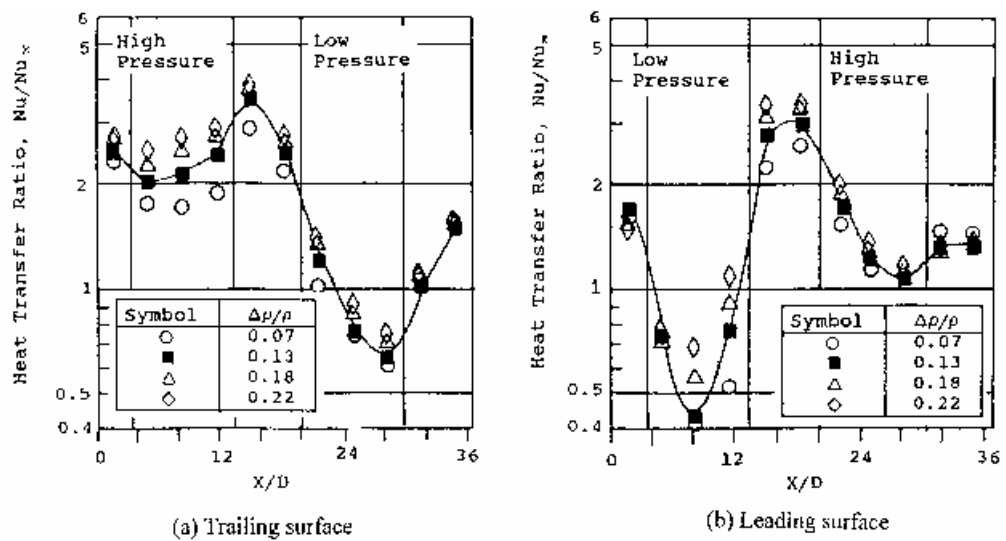 Heat Transfer Ratio, Nu/Nu∞
6
5
2
1
0.5
0.4
High
Pressure
Low
Pressure
Symbol Δρ/ρ
○ 0.07
■ 0.13
△ 0.18
◇ 0.22
0 12 24 36
X/D
(a) Trailing surface
Heat Transfer Ratio, Nu/Nu∞
6
5
2
1
0.5
0.4
Low
Pressure
High
Pressure
Symbol Δρ/ρ
○ 0.07
■ 0.13
△ 0.18
◇ 0.22
0 12 24 36
X/D
(b) Leading surface